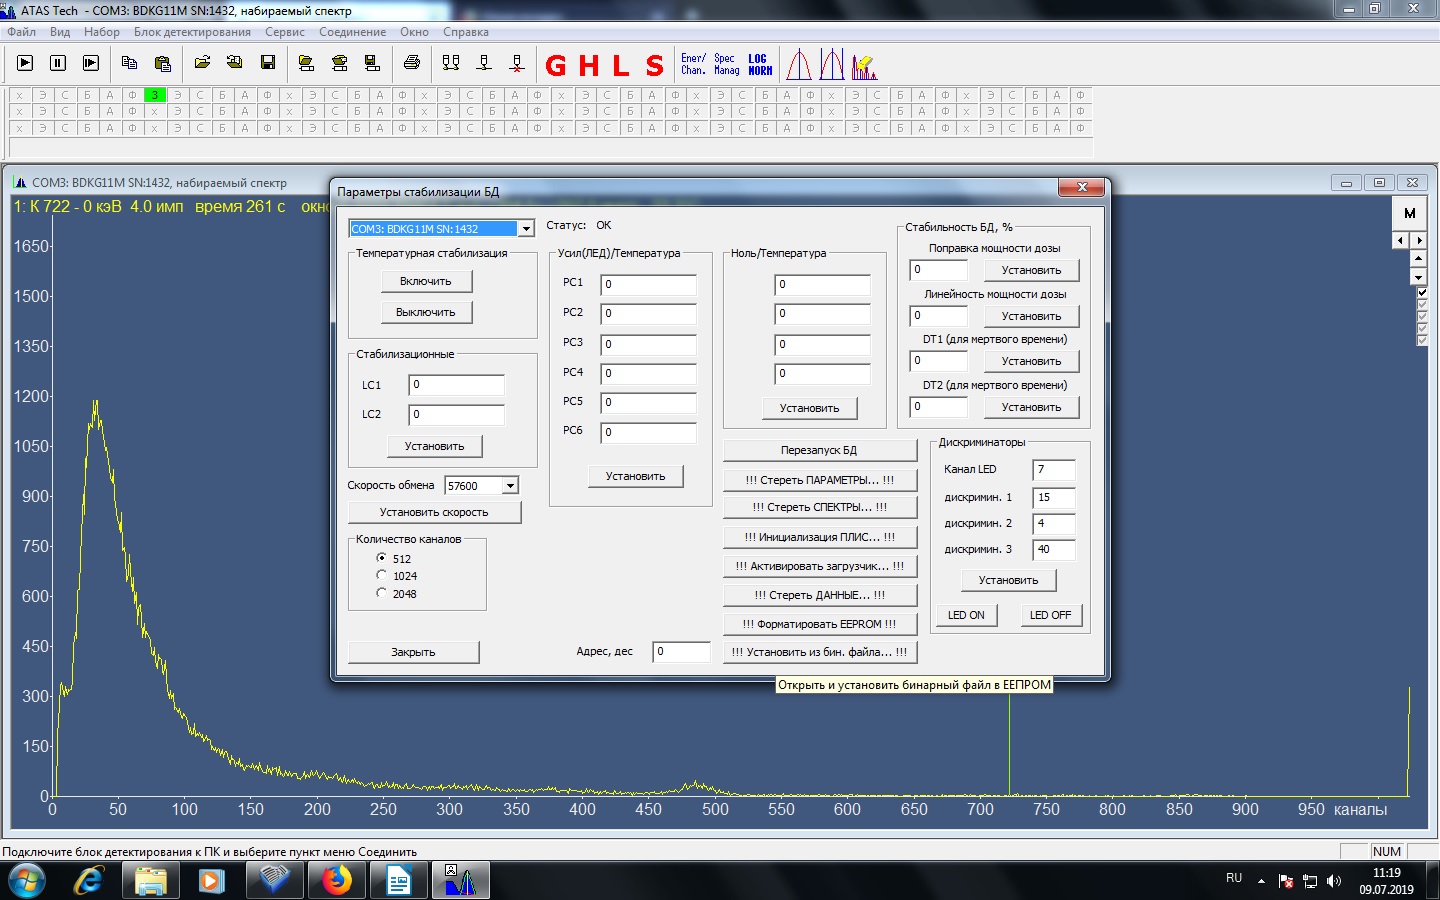 ATAS Tech - COM3: BDKG11M SN:1432, набираемый спектр
Файл Вид Набор Блок детектирования Сервис Соединение Окно Справка
G H L S
Ener/ Chan.
Spec Manag
LOG NORM
х Э С Б А Ф 3 Э С Б А Ф х Э С Б А Ф х Э С Б А Ф х Э С Б А Ф х Э С Б А Ф х Э С Б А Ф х Э С Б А Ф
х Э С Б А Ф х Э С Б А Ф х Э С Б А Ф х Э С Б А Ф х Э С Б А Ф х Э С Б А Ф х Э С Б А Ф х Э С Б А Ф
х Э С Б А Ф х Э С Б А Ф х Э С Б А Ф х Э С Б А Ф х Э С Б А Ф х Э С Б А Ф х Э С Б А Ф х Э С Б А Ф
COM3: BDKG11M SN:1432, набираемый спектр
1: К 722 - 0 кэВ 4.0 имп время 261 с
M
1650
1500
1350
1200
1050
900
750
600
450
300
150
0
0 50 100 150 200 250 300 350 400 450 500 550 600 650 700 750 800 850 900 950 каналы
Параметры стабилизации БД
COM3: BDKG11M SN:1432
Статус: OK
Температурная стабилизация
Включить
Выключить
Стабилизационные
LC1 0
LC2 0
Установить
Скорость обмена 57600
Установить скорость
Количество каналов
512
1024
2048
Закрыть
Усил(ЛЕД)/Температура
PC1 0
PC2 0
PC3 0
PC4 0
PC5 0
PC6 0
Установить
Адрес, дес 0
Ноль/Температура
0
0
0
0
Установить
Перезапуск БД
!!! Стереть ПАРАМЕТРЫ... !!!
!!! Стереть СПЕКТРЫ... !!!
!!! Инициализация ПЛИС... !!!
!!! Активировать загрузчик... !!!
!!! Стереть ДАННЫЕ... !!!
!!! Форматировать EEPROM !!!
!!! Установить из бин. файла... !!!
Стабильность БД, %
Поправка мощности дозы
0 Установить
Линейность мощности дозы
0 Установить
DT1 (для мертвого времени)
0 Установить
DT2 (для мертвого времени)
0 Установить
Дискриминаторы
Канал LED 7
дискримин. 1 15
дискримин. 2 4
дискримин. 3 40
Установить
LED ON LED OFF
Открыть и установить бинарный файл в ЕЕПРОМ
Подключите блок детектирования к ПК и выберите пункт меню Соединить
NUM
RU
11:19
09.07.2019